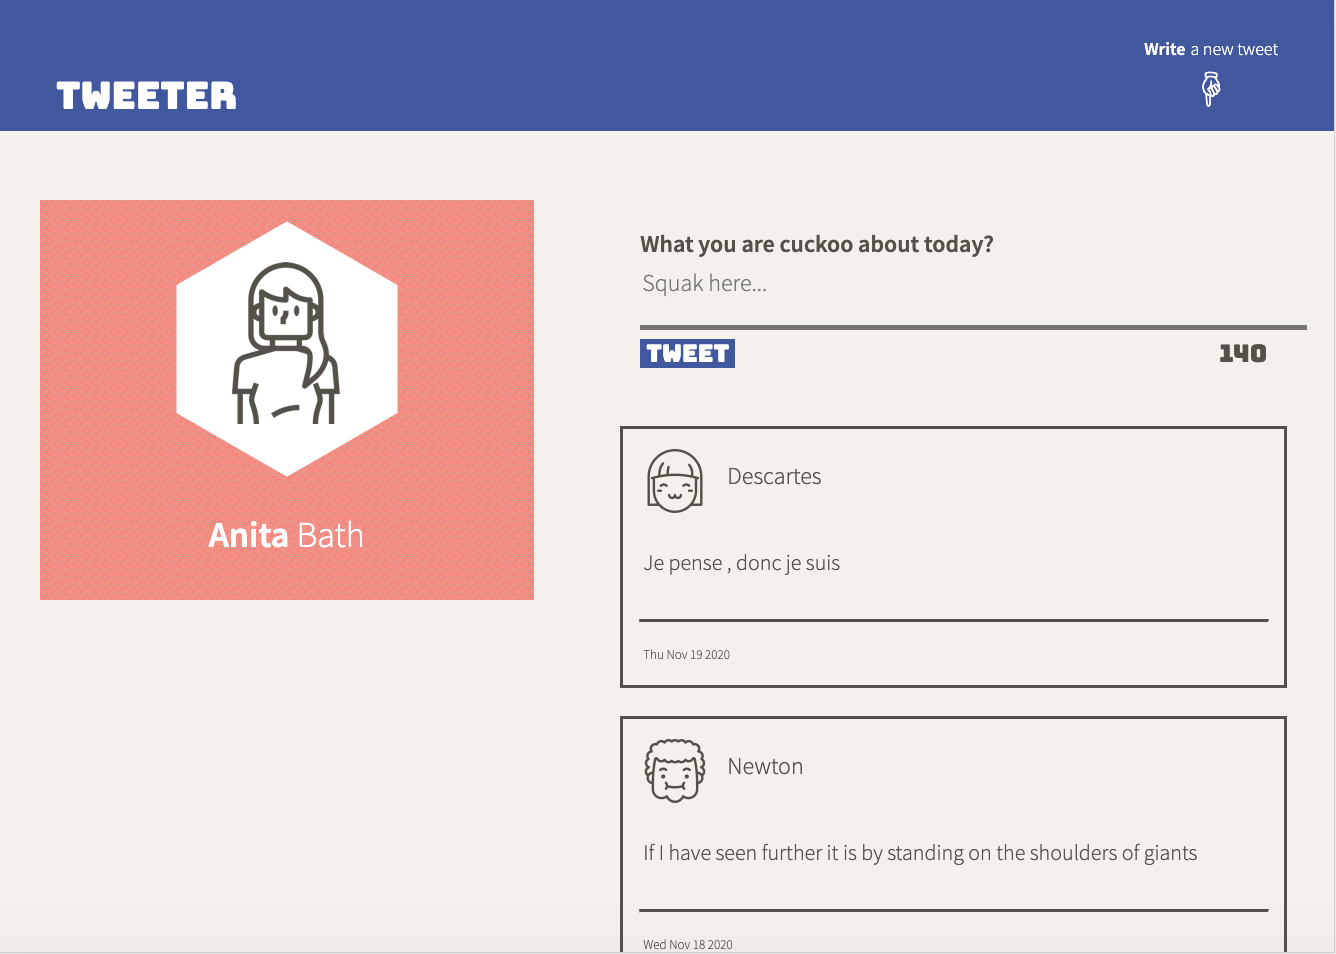 TWEETER
Write a new tweet
Anita Bath
What you are cuckoo about today?
Squak here...
TWEET
140
Descartes
Je pense , donc je suis
Thu Nov 19 2020
Newton
If I have seen further it is by standing on the shoulders of giants
Wed Nov 18 2020